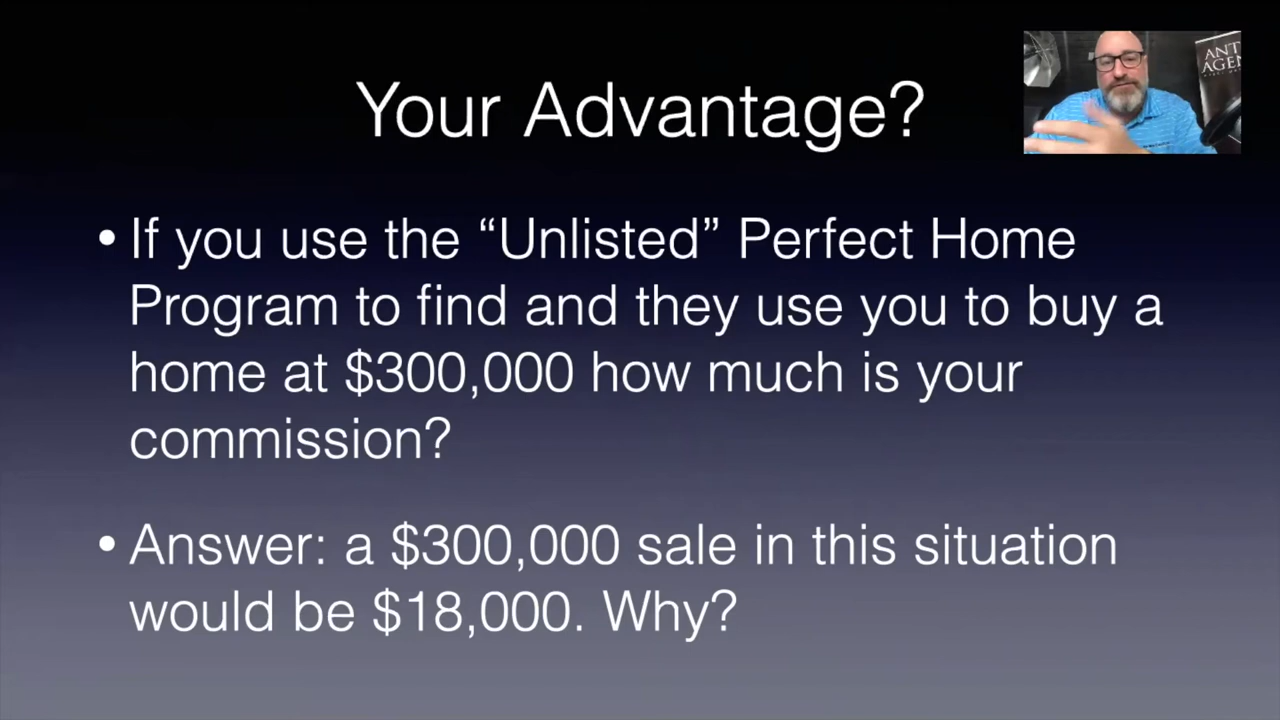 Your Advantage?
ANT
AGEN
• If you use the “Unlisted” Perfect Home
Program to find and they use you to buy a
home at $300,000 how much is your
commission?
• Answer: a $300,000 sale in this situation
would be $18,000. Why?